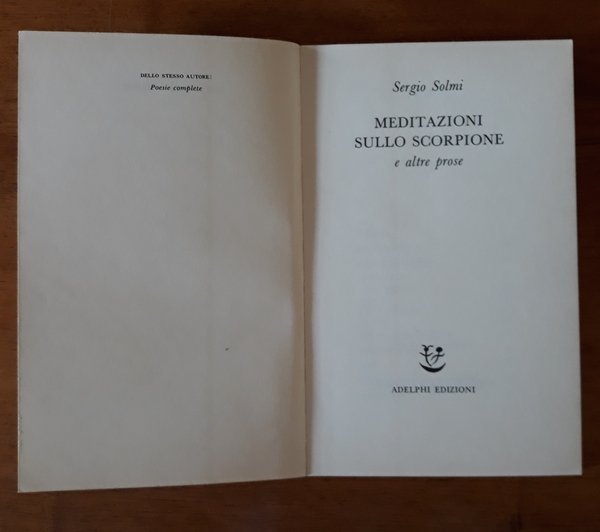 DELLO STESSO AUTORE:
Poesie complete
Sergio Solmi
MEDITAZIONI
SULLO SCORPIONE
e altre prose
ADELPHI EDIZIONI